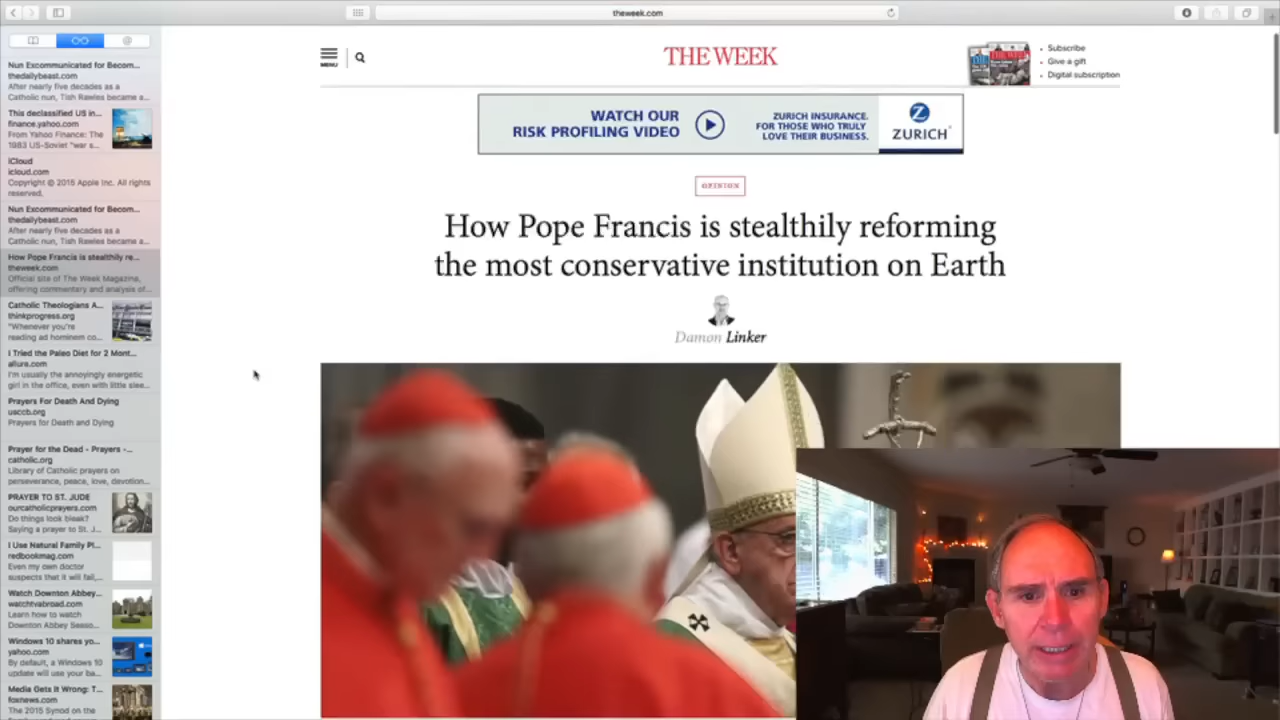 theweek.com
Nun Excommunicated for Becom...
thedailybeast.com
After nearly five decades as a
Catholic nun, Tish Rawles became a...
This declassified US in...
finance.yahoo.com
From Yahoo Finance: The
1983 US-Soviet "war s...
iCloud
icloud.com
Copyright © 2015 Apple Inc. All rights
reserved.
Nun Excommunicated for Becom...
thedailybeast.com
After nearly five decades as a
Catholic nun, Tish Rawles became a...
How Pope Francis is stealthily re...
theweek.com
Official site of The Week Magazine,
offering commentary and analysis of...
Catholic Theologians A...
thinkprogress.org
"Whenever you're
reading ad hominem co...
I Tried the Paleo Diet for 2 Mont...
allure.com
I'm usually the annoyingly energetic
girl in the office, even with little slee...
Prayers For Death And Dying
usccb.org
Prayers for Death and Dying
Prayer for the Dead - Prayers -...
catholic.org
Library of Catholic prayers on
perseverance, peace, love, devotion...
PRAYER TO ST. JUDE
ourcatholicprayers.com
Do things look bleak?
Saying a prayer to St. J...
I Use Natural Family Pl...
redbookmag.com
Even my own doctor
suspects that it will fail,...
Watch Downton Abbey...
watchtvabroad.com
Learn how to watch
Downton Abbey Seaso...
Windows 10 shares yo...
yahoo.com
By default, a Windows 10
update will use your ba...
Media Gets It Wrong: T...
foxnews.com
The 2015 Synod on the
MENU
THE WEEK
Subscribe
Give a gift
Digital subscription
WATCH OUR
RISK PROFILING VIDEO
ZURICH INSURANCE.
FOR THOSE WHO TRULY
LOVE THEIR BUSINESS.
ZURICH
OPINION
How Pope Francis is stealthily reforming
the most conservative institution on Earth
Damon Linker